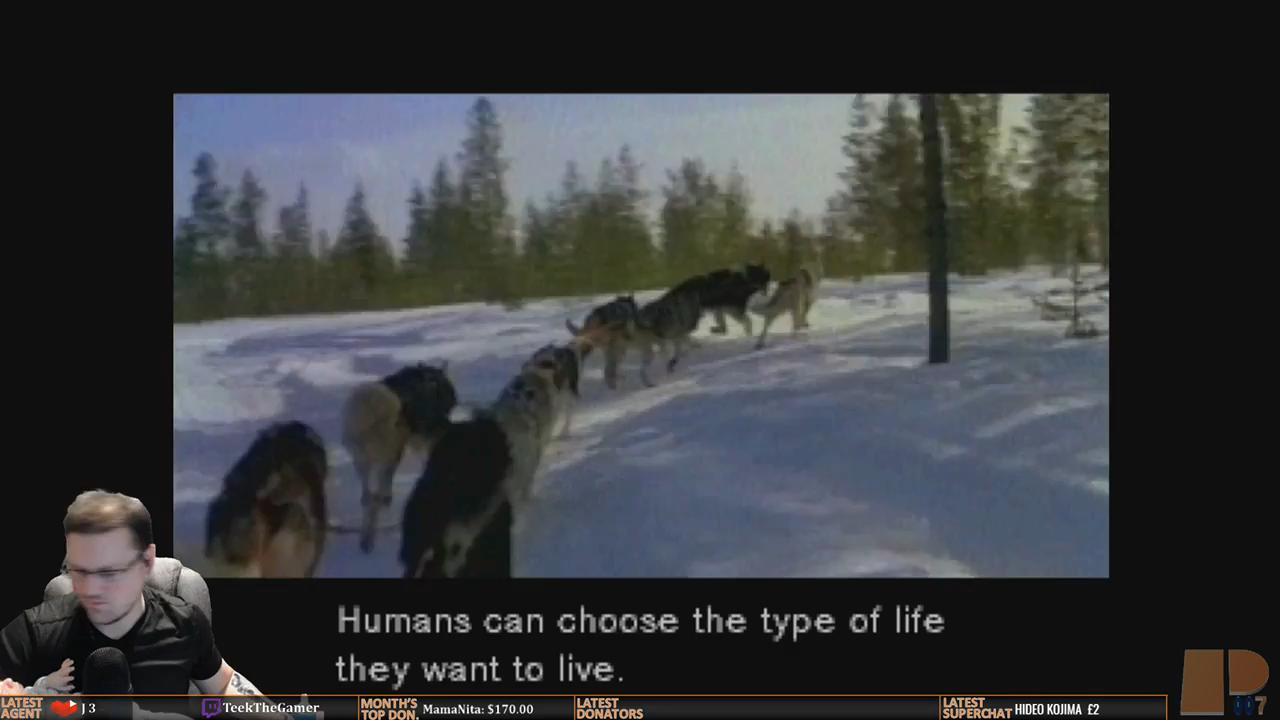 Humans can choose the type of life
they want to live.
LATEST
AGENT
J 3
TeekTheGamer
MONTH'S
TOP DON.
MamaNita: $170.00
LATEST
DONATORS
LATEST
SUPERCHAT
HIDEO KOJIMA £2